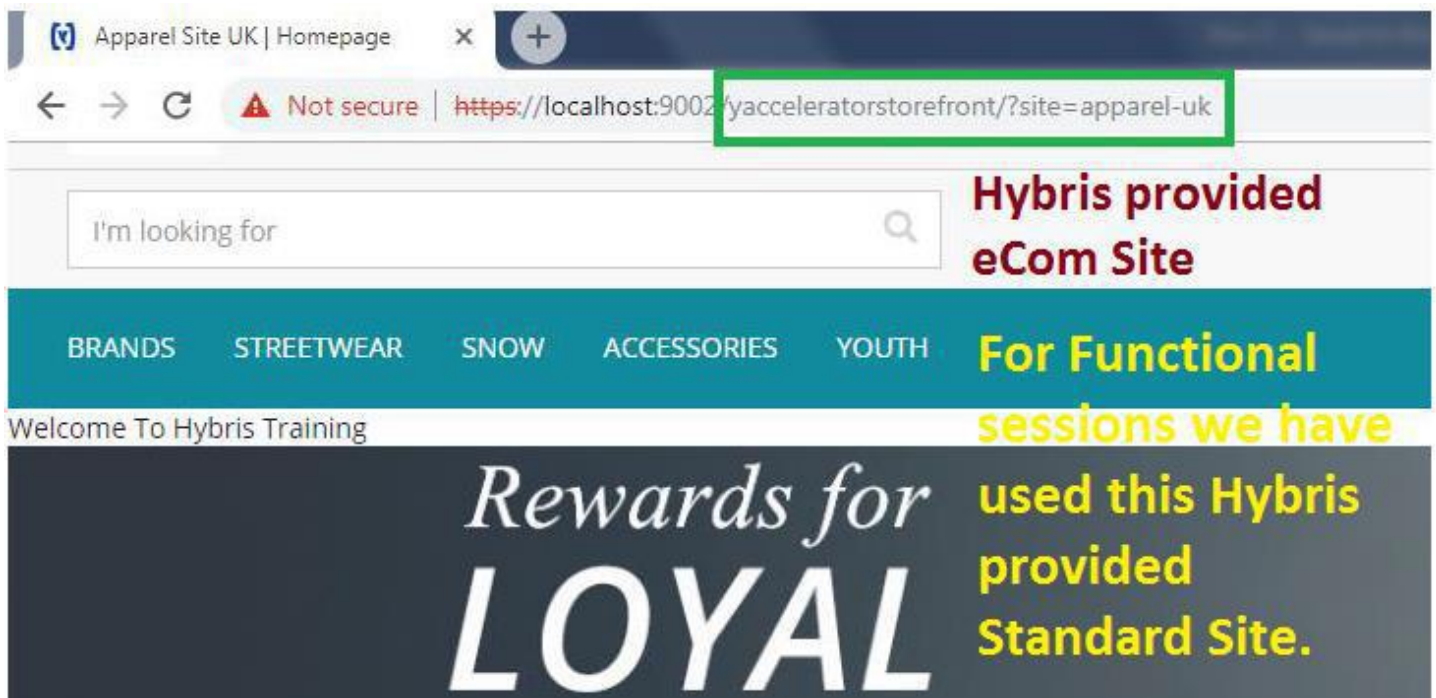 Apparel Site UK | Homepage
Not secure | https://localhost:9002/yacceleratorstorefront/?site=apparel-uk
I'm looking for
Hybris provided
eCom Site
BRANDS STREETWEAR SNOW ACCESSORIES YOUTH
For Functional
sessions we have
used this Hybris
provided
Standard Site.
Welcome To Hybris Training
Rewards for
LOYAL